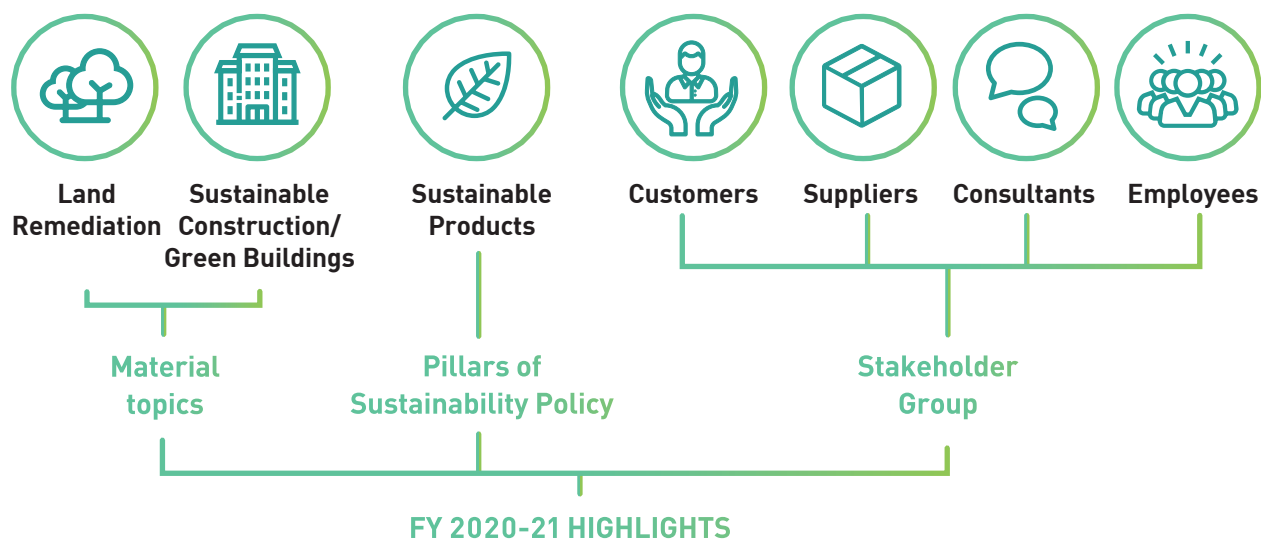 Land
Remediation
Sustainable
Construction/
Green Buildings
Sustainable
Products
Customers
Suppliers
Consultants
Employees
Material
topics
Pillars of
Sustainability Policy
Stakeholder
Group
FY 2020-21 HIGHLIGHTS